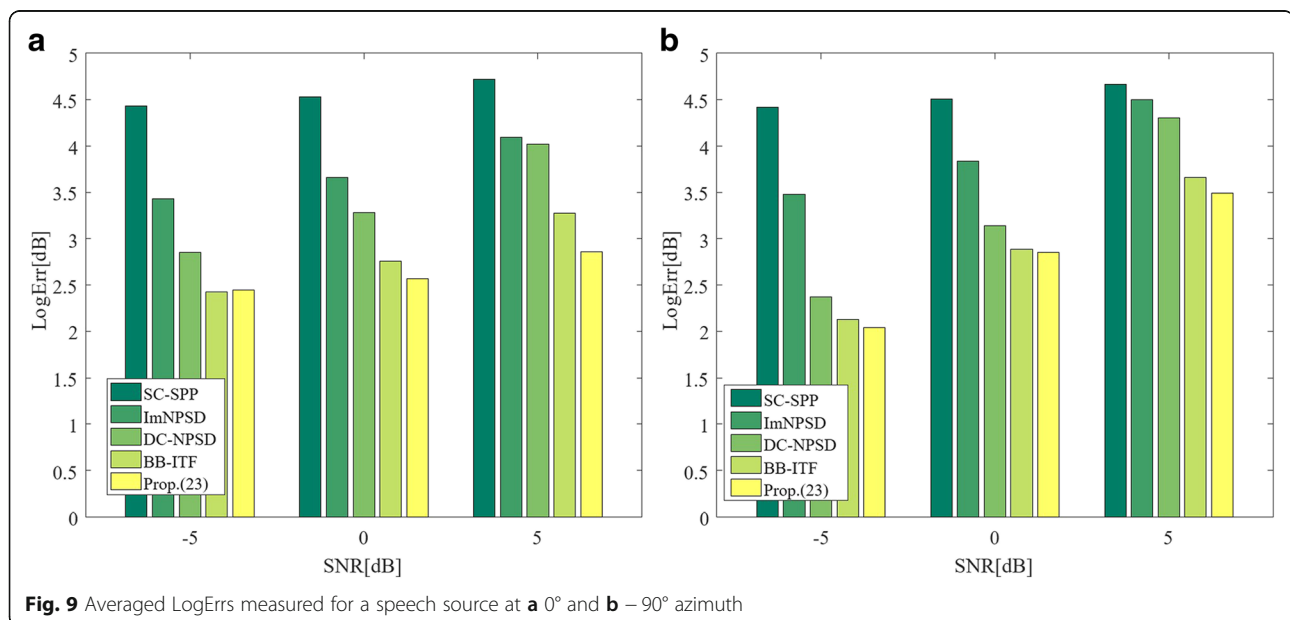 a
5
4.5
4
3.5
3
2.5
2
1.5
1
0.5
0
LogErr[dB]
SC-SPP
ImNPSD
DC-NPSD
BB-ITF
Prop.(23)
-5
0
5
SNR[dB]
b
5
4.5
4
3.5
3
2.5
2
1.5
1
0.5
0
LogErr[dB]
SC-SPP
ImNPSD
DC-NPSD
BB-ITF
Prop.(23)
-5
0
5
SNR[dB]
Fig. 9 Averaged LogErrs measured for a speech source at a 0° and b − 90° azimuth